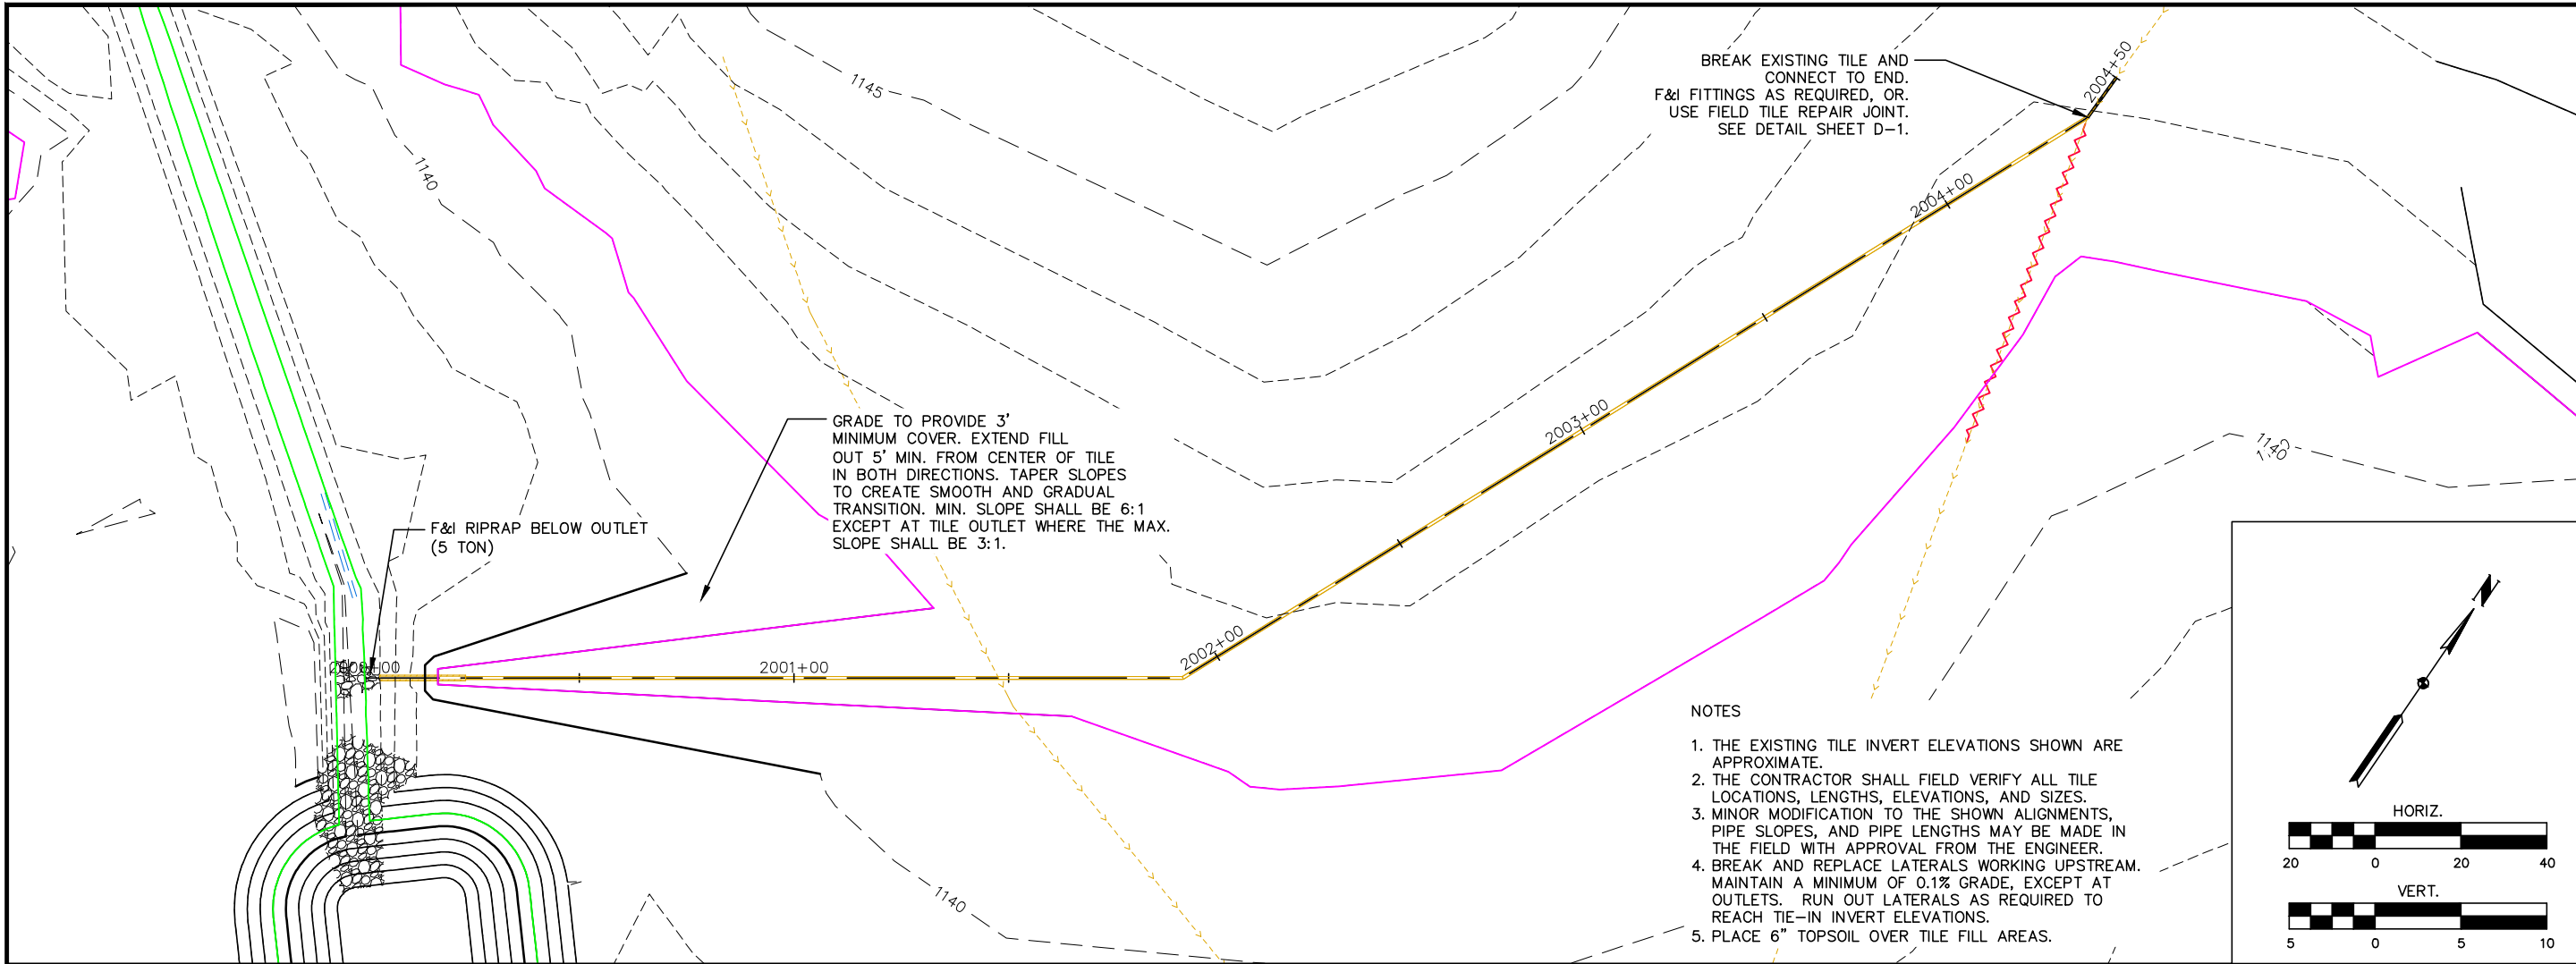 1145
1140
BREAK EXISTING TILE AND
CONNECT TO END.
F&I FITTINGS AS REQUIRED, OR.
USE FIELD TILE REPAIR JOINT.
SEE DETAIL SHEET D-1.
2004+50
2004+00
2003+00
2002+00
2001+00
GRADE TO PROVIDE 3'
MINIMUM COVER. EXTEND FILL
OUT 5' MIN. FROM CENTER OF TILE
IN BOTH DIRECTIONS. TAPER SLOPES
TO CREATE SMOOTH AND GRADUAL
TRANSITION. MIN. SLOPE SHALL BE 6:1
EXCEPT AT TILE OUTLET WHERE THE MAX.
SLOPE SHALL BE 3:1.
F&I RIPRAP BELOW OUTLET
(5 TON)
2000+00
1140
1140
1140
NOTES
1. THE EXISTING TILE INVERT ELEVATIONS SHOWN ARE
APPROXIMATE.
2. THE CONTRACTOR SHALL FIELD VERIFY ALL TILE
LOCATIONS, LENGTHS, ELEVATIONS, AND SIZES.
3. MINOR MODIFICATION TO THE SHOWN ALIGNMENTS,
PIPE SLOPES, AND PIPE LENGTHS MAY BE MADE IN
THE FIELD WITH APPROVAL FROM THE ENGINEER.
4. BREAK AND REPLACE LATERALS WORKING UPSTREAM.
MAINTAIN A MINIMUM OF 0.1% GRADE, EXCEPT AT
OUTLETS. RUN OUT LATERALS AS REQUIRED TO
REACH TIE-IN INVERT ELEVATIONS.
5. PLACE 6" TOPSOIL OVER TILE FILL AREAS.
N
HORIZ.
20 0 20 40
VERT.
5 0 5 10